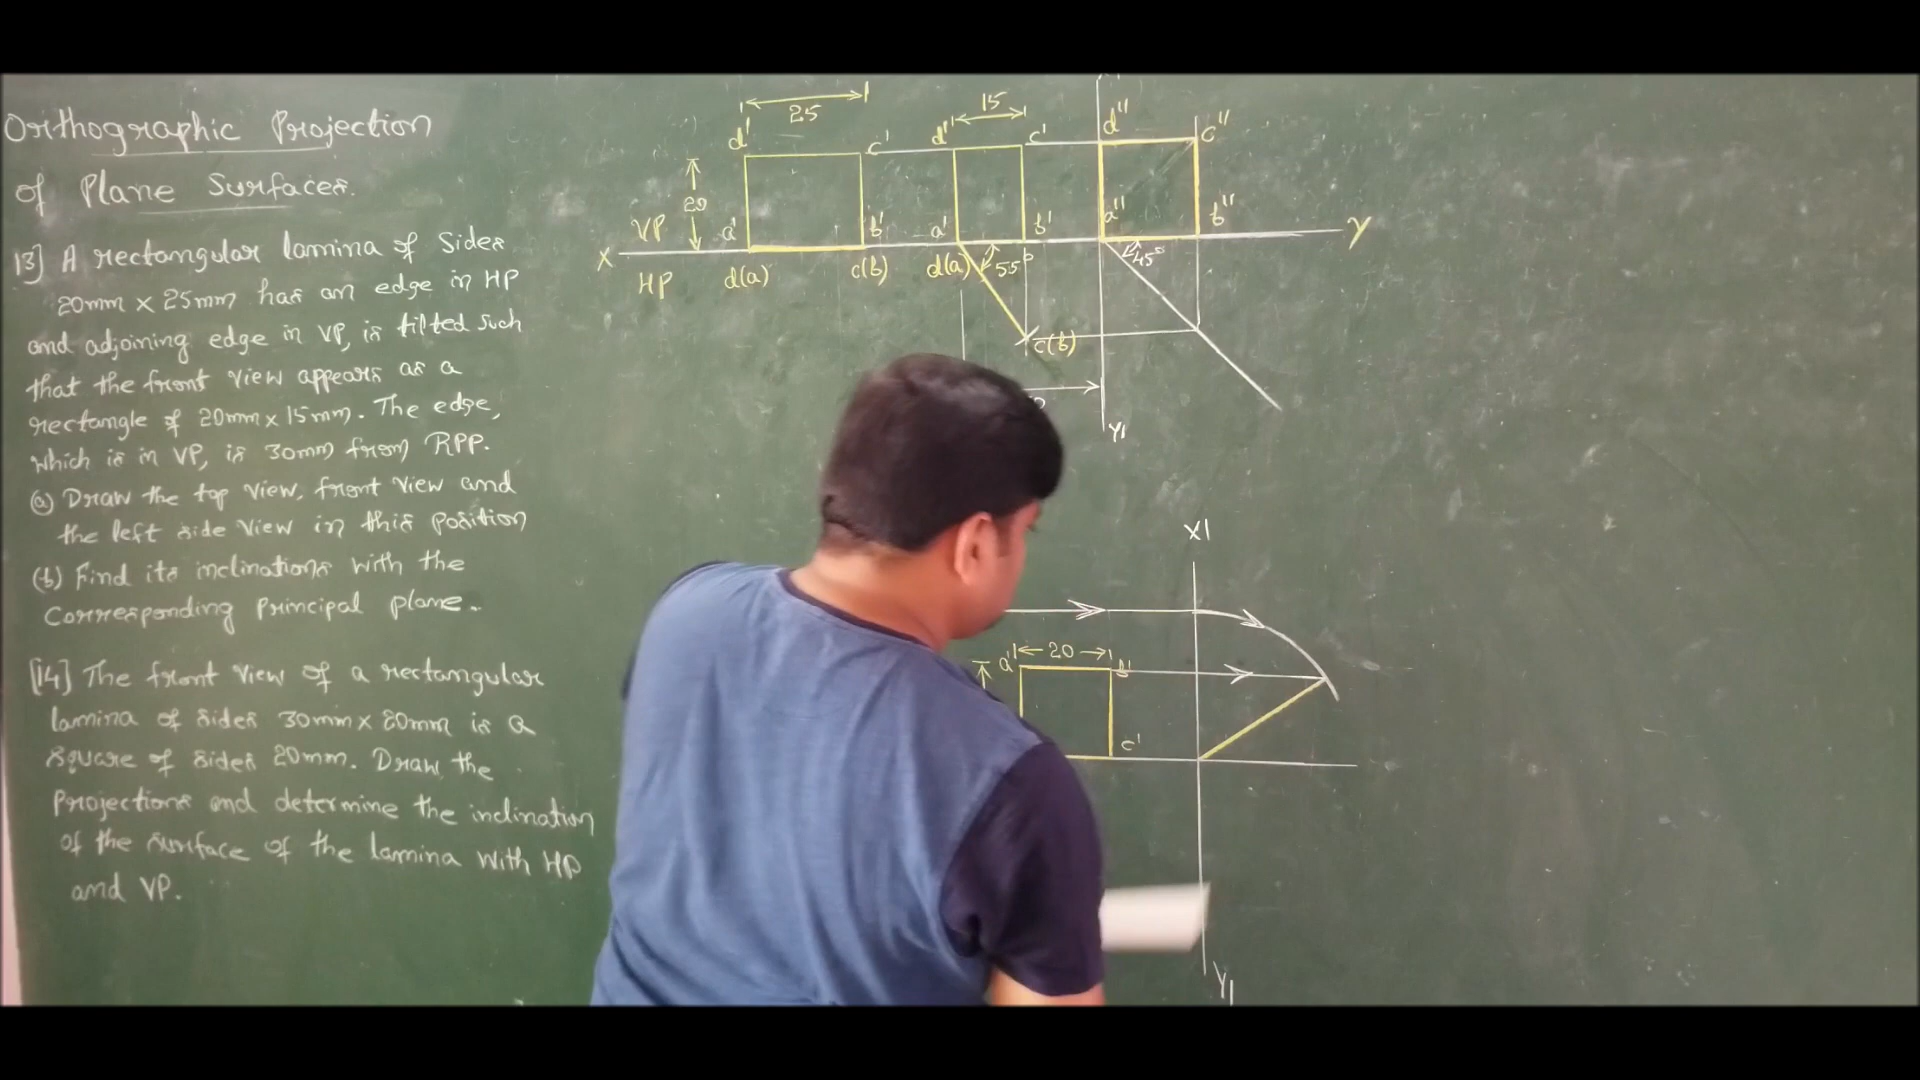 Orthographic Projection
of Plane Surfaces.
13] A rectangular lamina of Sides
20mm x 25mm has an edge in HP
and adjoining edge in VP, is tilted such
that the front view appears as a
rectangle of 20mm x 15mm. The edge,
which is in VP, is 30mm from RPP.
(a) Draw the top view, front view and
the left side view in this position
(b) Find its inclinations with the
Corresponding principal plane.
[14] The front view of a rectangular
lamina of sides 30mm x 20mm is a
square of sides 20mm. Draw the
Projections and determine the inclination
of the surface of the lamina with HP
and VP.
25
15
d' c' d' c' d'' c''
20
VP a' b' a' b' a'' b''
X Y
HP d(a) c(b) d(a) 55° 45°
c(b)
Y1
X1
a' 20 b'
c'
Y1